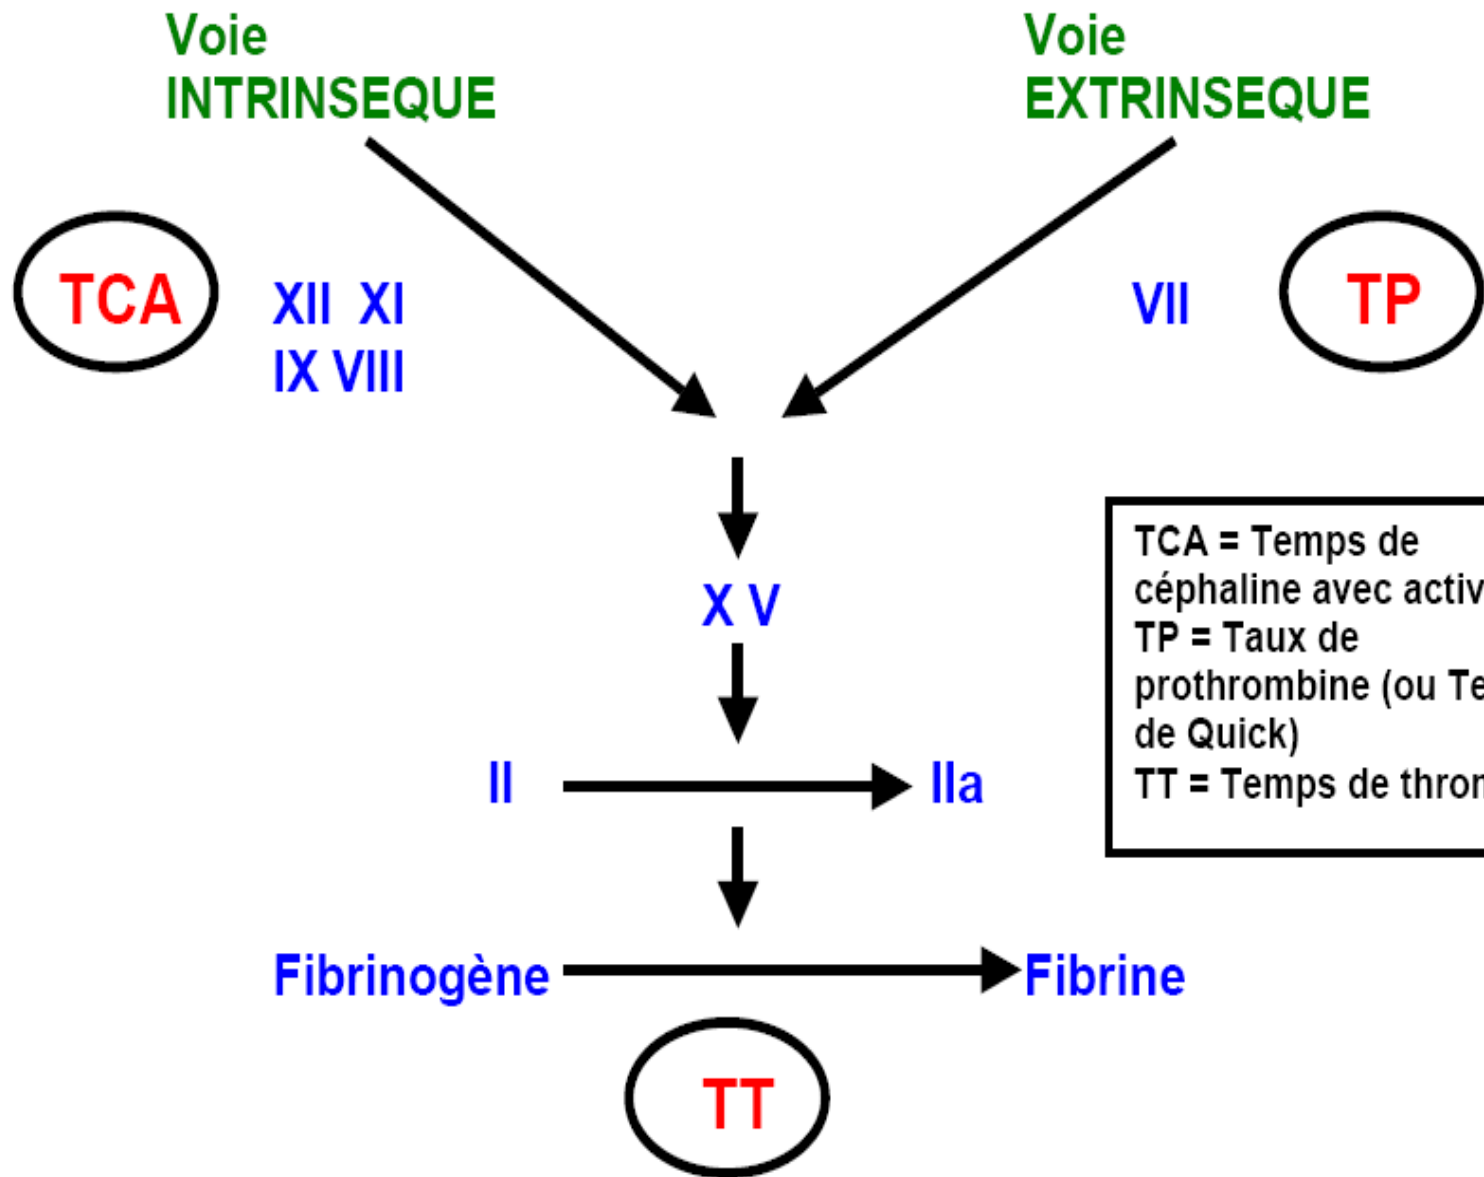 Voie
INTRINSEQUE
Voie
EXTRINSEQUE
TCA
XII XI
IX VIII
VII
TP
X V
TCA = Temps de
céphaline avec
TP = Taux de
prothrombine (ou
de Quick)
TT = Temps de
II
IIa
Fibrinogène
Fibrine
TT